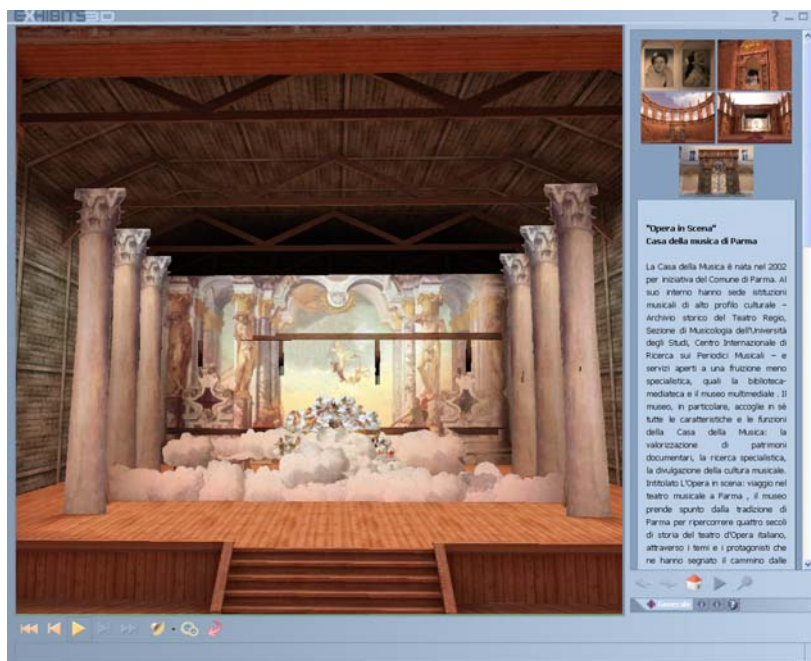 EXHIBITS3D
"Opera in Scena"
Casa della musica di Parma
La Casa della Musica è nata nel 2002
per iniziativa del Comune di Parma. Al
suo interno hanno sede istituzioni
musicali di alto profilo culturale –
Archivio storico del Teatro Regio,
Sezione di Musicologia dell'Università
degli Studi, Centro Internazionale di
Ricerca sui Periodici Musicali – e
servizi aperti a una fruizione meno
specialistica, quali la biblioteca-
mediateca e il museo multimediale . Il
museo, in particolare, accoglie in sè
tutte le caratteristiche e le funzioni
della Casa della Musica: la
valorizzazione di patrimoni
documentari, la ricerca specialistica,
la divulgazione della cultura musicale.
Intitolato L'Opera in scena: viaggio nel
teatro musicale a Parma , il museo
prende spunto dalla tradizione di
Parma per ripercorrere quattro secoli
di storia del teatro d'Opera italiano,
attraverso i temi e i protagonisti che
ne hanno segnato il cammino dalle
Generale